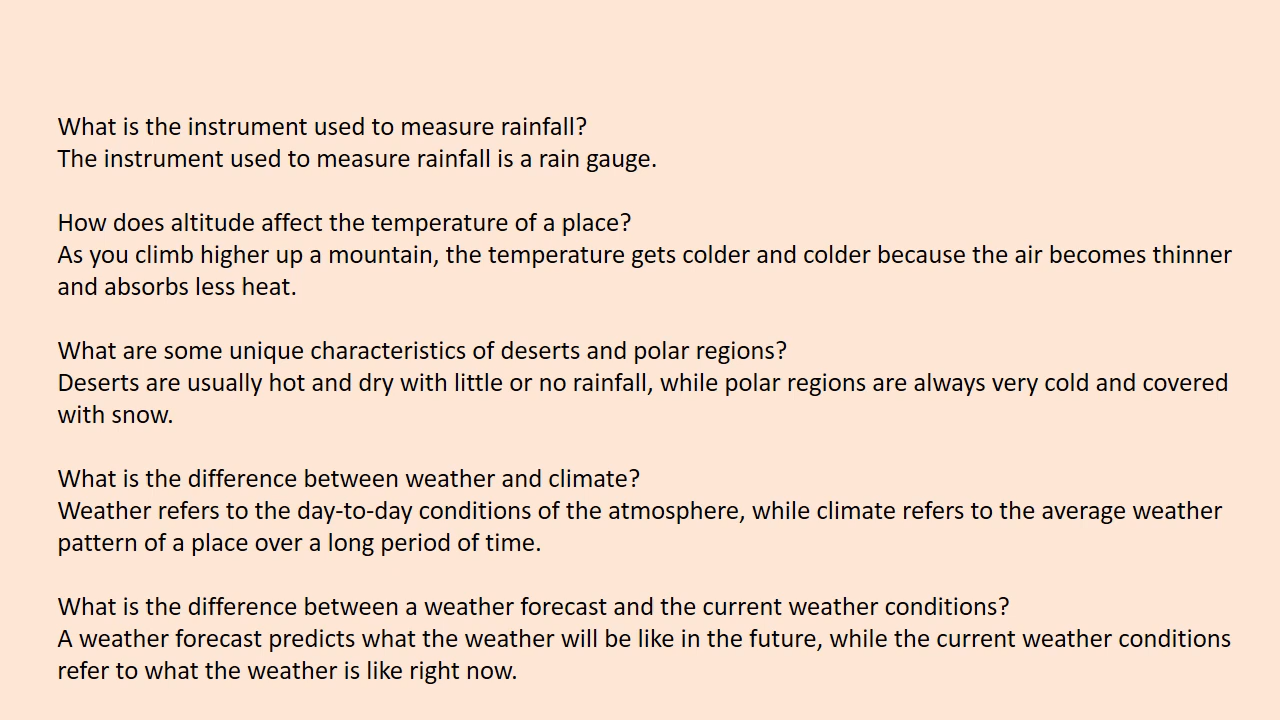 What is the instrument used to measure rainfall?
The instrument used to measure rainfall is a rain gauge.
How does altitude affect the temperature of a place?
As you climb higher up a mountain, the temperature gets colder and colder because the air becomes thinner
and absorbs less heat.
What are some unique characteristics of deserts and polar regions?
Deserts are usually hot and dry with little or no rainfall, while polar regions are always very cold and covered
with snow.
What is the difference between weather and climate?
Weather refers to the day-to-day conditions of the atmosphere, while climate refers to the average weather
pattern of a place over a long period of time.
What is the difference between a weather forecast and the current weather conditions?
A weather forecast predicts what the weather will be like in the future, while the current weather conditions
refer to what the weather is like right now.